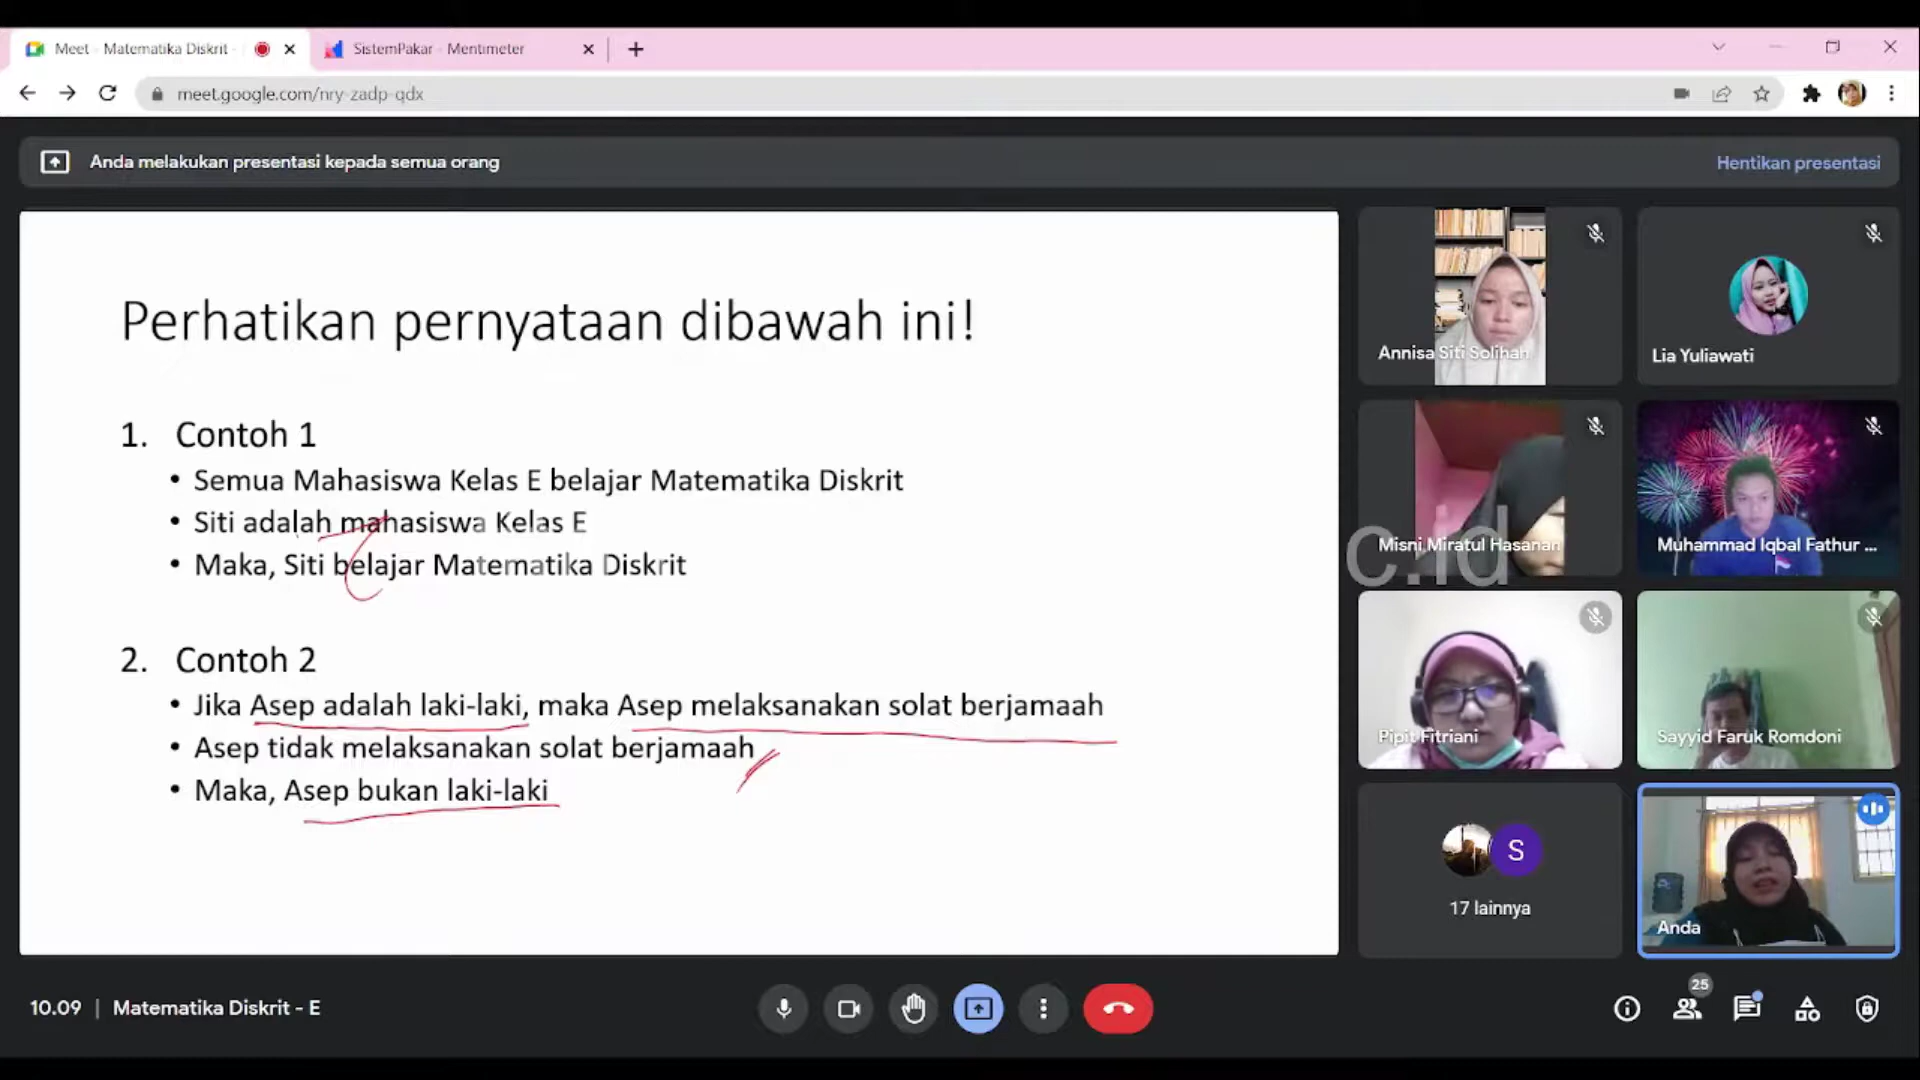 Meet - Matematika Diskrit -
SistemPakar - Mentimeter
meet.google.com/nry-zadp-qdx
Anda melakukan presentasi kepada semua orang
Hentikan presentasi
Perhatikan pernyataan dibawah ini!
1. Contoh 1
• Semua Mahasiswa Kelas E belajar Matematika Diskrit
• Siti adalah mahasiswa Kelas E
• Maka, Siti belajar Matematika Diskrit
2. Contoh 2
• Jika Asep adalah laki-laki, maka Asep melaksanakan solat berjamaah
• Asep tidak melaksanakan solat berjamaah
• Maka, Asep bukan laki-laki
Annisa Siti Solihah
Lia Yuliawati
Misni Miratul Hasanah
Muhammad Iqbal Fathur ...
c.id
Pipit Fitriani
Sayyid Faruk Romdoni
S
17 lainnya
Anda
10.09 | Matematika Diskrit - E
25